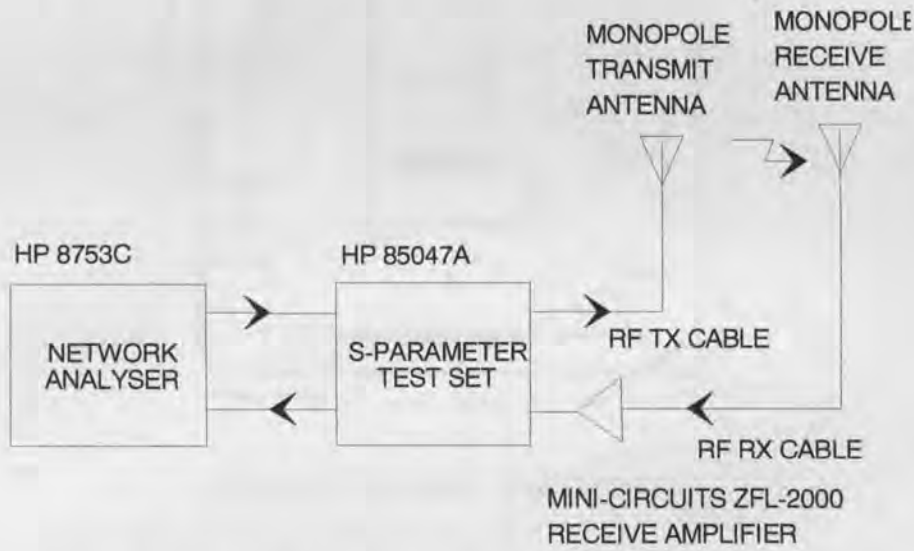 MONOPOLE
TRANSMIT
ANTENNA
MONOPOLE
RECEIVE
ANTENNA
HP 8753C
HP 85047A
NETWORK
ANALYSER
S-PARAMETER
TEST SET
RF TX CABLE
RF RX CABLE
MINI-CIRCUITS ZFL-2000
RECEIVE AMPLIFIER